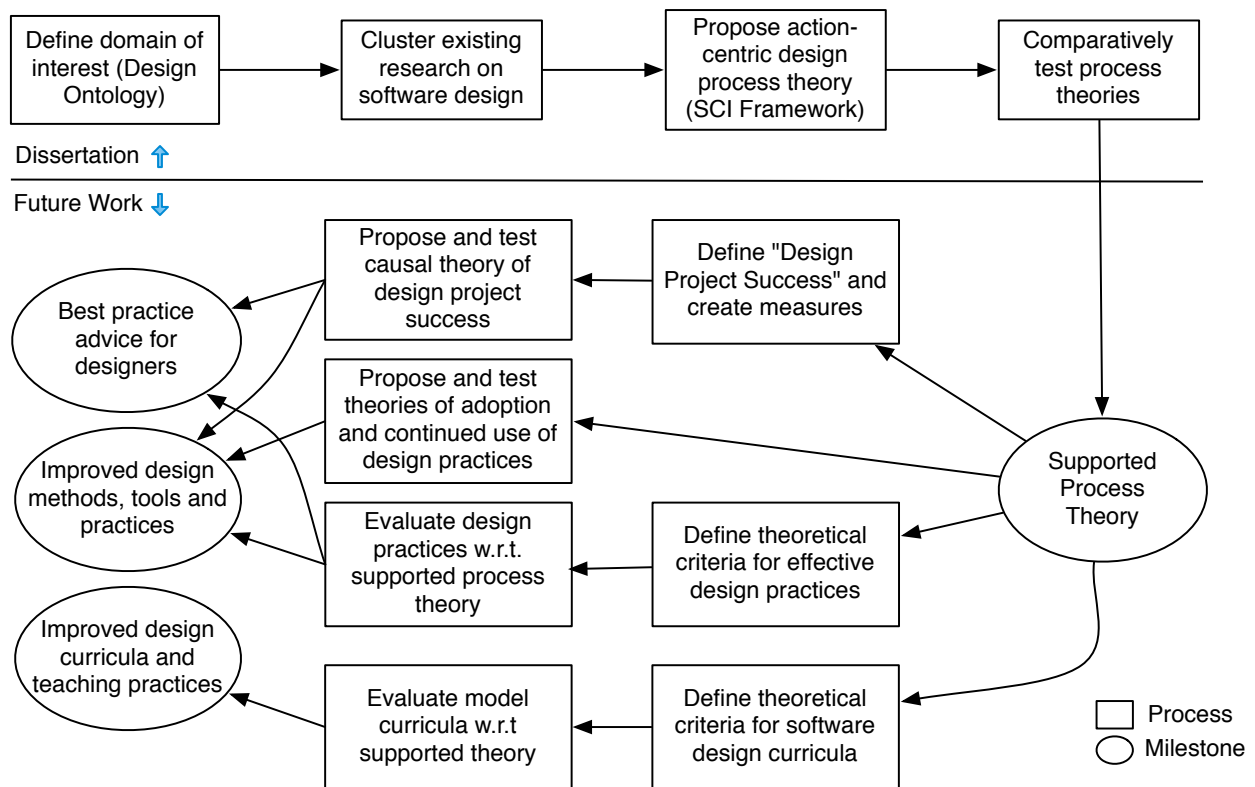 Define domain of
interest (Design
Ontology)
Cluster existing
research on
software design
Propose action-
centric design
process theory
(SCI Framework)
Comparatively
test process
theories
Dissertation
Future Work
Propose and test
causal theory of
design project
success
Define "Design
Project Success" and
create measures
Best practice
advice for
designers
Propose and test
theories of adoption
and continued use of
design practices
Improved design
methods, tools and
practices
Supported
Process
Theory
Evaluate design
practices w.r.t.
supported process
theory
Define theoretical
criteria for effective
design practices
Improved design
curricula and
teaching practices
Evaluate model
curricula w.r.t
supported theory
Define theoretical
criteria for software
design curricula
Process
Milestone